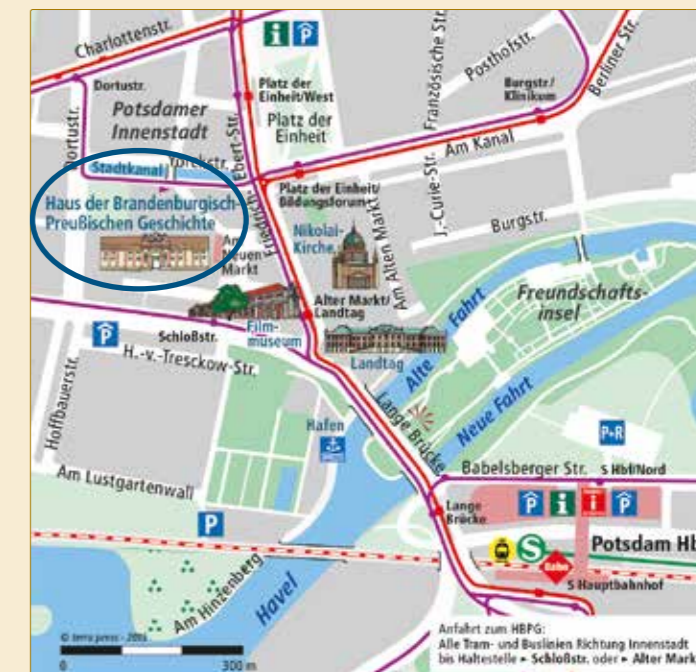 Charlottenstr.
Dortustr.
Potsdamer
Innenstadt
Dortustr.
Stadtkanal
Yorckstr.
Haus der Brandenburgisch-
Preußischen Geschichte
Am
Neuen
Markt
Friedrich-Ebert-Str.
Platz der
Einheit/West
Platz der
Einheit
Französische Str.
Posthofstr.
Burgstr./
Klinikum
Berliner Str.
Am Kanal
Platz der Einheit/
Bildungsforum
J.-Curie-Str.
Burgstr.
Nikolai-
Kirche
Am Alten Markt
Alter Markt/
Landtag
Film-
museum
Landtag
Freundschafts-
insel
Alte Fahrt
Neue Fahrt
P
Schloßstr.
H.-v.-Tresckow-Str.
Hoffbauerstr.
Hafen
Lange Brücke
Am Lustgartenwall
P
P+R
Babelsberger Str.
S Hbf/Nord
Lange
Brücke
P i i P
S
Bahn
Potsdam Hb
S Hauptbahnhof
Am Hinzenberg
Havel
i P
© terra press - 2015
0 300 m
Anfahrt zum HBPG:
Alle Tram- und Buslinien Richtung Innenstadt
bis Haltestelle ▸ Schloßstr. oder ▸ Alter Mark